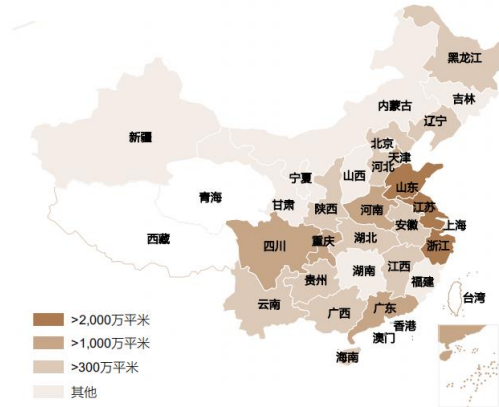 黑龙江
吉林
内蒙古
辽宁
新疆
北京
天津
河北
宁夏
山西
山东
青海
甘肃
陕西
河南
江苏
西藏
安徽
上海
四川
重庆
湖北
浙江
江西
贵州
湖南
福建
云南
台湾
广西
广东
香港
澳门
海南
>2,000万平米
>1,000万平米
>300万平米
其他